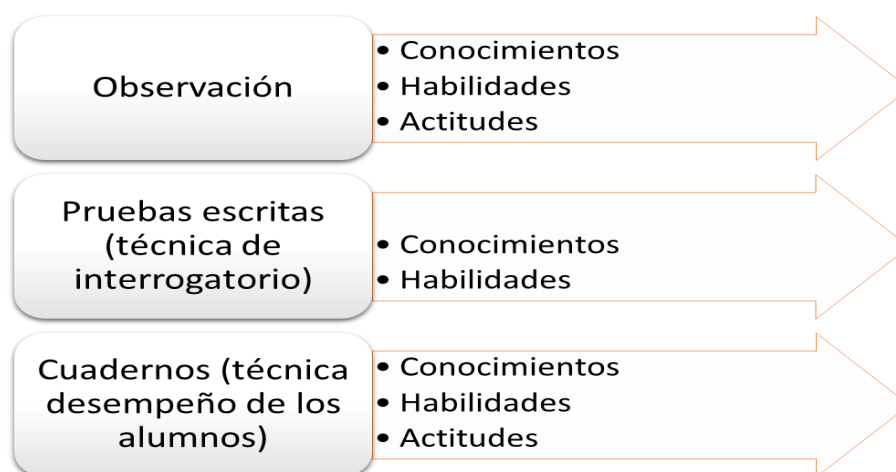 Observación
• Conocimientos
• Habilidades
• Actitudes
Pruebas escritas
(técnica de
interrogatorio)
• Conocimientos
• Habilidades
Cuadernos (técnica
desempeño de los
alumnos)
• Conocimientos
• Habilidades
• Actitudes